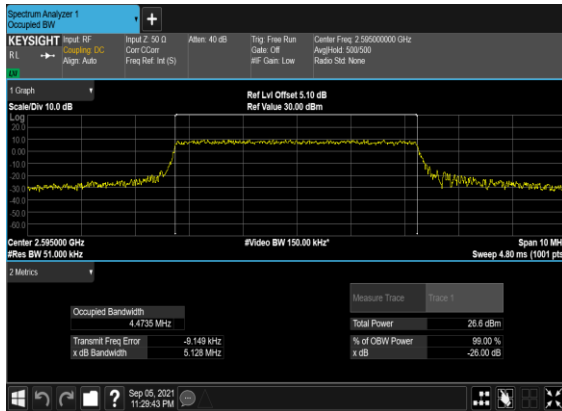 Spectrum Analyzer 1
Occupied BW
+
KEYSIGHT Input: RF Input Z: 50 Ω Atten: 40 dB Trig: Free Run Center Freq: 2.595000000 GHz
RL Coupling: DC Corr CCorr Gate: Off Avg|Hold: 500/500
Align: Auto Freq Ref: Int (S) #IF Gain: Low Radio Std: None
1 Graph
Ref Lvl Offset 5.10 dB
Scale/Div 10.0 dB Ref Value 30.00 dBm
Log
20.0
10.0
0.00
-10.0
-20.0
-30.0
-40.0
-50.0
-60.0
Center 2.595000 GHz #Video BW 150.00 kHz* Span 10 MH
#Res BW 51.000 kHz Sweep 4.80 ms (1001 pts
2 Metrics
Measure Trace Trace 1
Occupied Bandwidth
4.4735 MHz
Total Power 26.6 dBm
Transmit Freq Error -9.149 kHz % of OBW Power 99.00 %
x dB Bandwidth 5.128 MHz x dB -26.00 dB
? Sep 05, 2021
11:29:43 PM